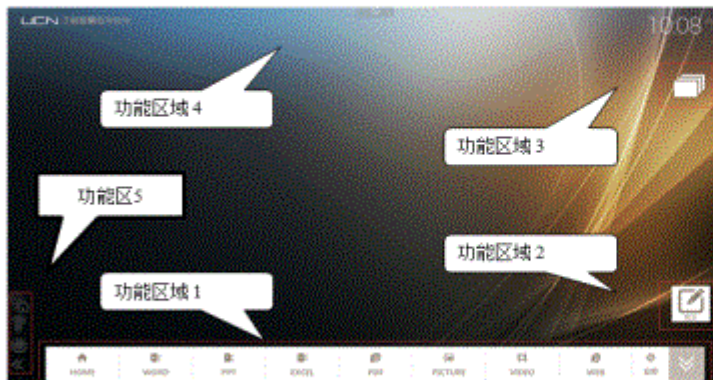 UCN
10:08
功能区域 4
功能区域 3
功能区5
功能区域 2
功能区域 1
HOME WORD PPT EXCEL PDF PICTURE VIDEO WEB